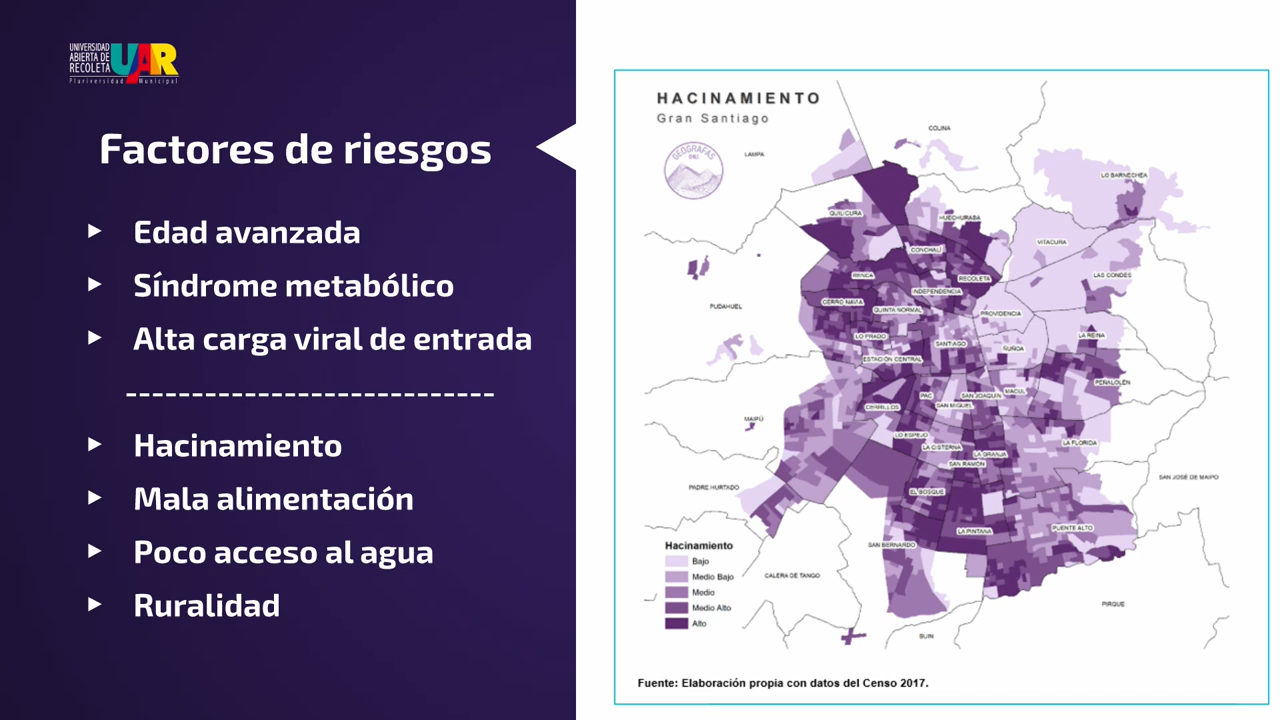 UNIVERSIDAD
ABIERTA DE
RECOLETA
UAR
Pluriversidad Municipal
Factores de riesgos
Edad avanzada
Síndrome metabólico
Alta carga viral de entrada
----------------------------
Hacinamiento
Mala alimentación
Poco acceso al agua
Ruralidad
HACINAMIENTO
Gran Santiago
GEOGRAFAS
COLINA
LAMPA
LO BARNECHEA
QUILICURA
HUECHURABA
VITACURA
CONCHALÍ
RENCA
RECOLETA
LAS CONDES
INDEPENDENCIA
CERRO NAVIA
PUDAHUEL
QUINTA NORMAL
PROVIDENCIA
LO PRADO
LA REINA
SANTIAGO
ÑUÑOA
ESTACIÓN CENTRAL
PEÑALOLÉN
MACUL
PAC
SAN JOAQUIN
CERRILLOS
SAN MIGUEL
MAIPÚ
LO ESPEJO
LA FLORIDA
LA CISTERNA
LA GRANJA
SAN RAMÓN
SAN JOSÉ DE MAIPO
PADRE HURTADO
EL BOSQUE
PUENTE ALTO
LA PINTANA
SAN BERNARDO
CALERA DE TANGO
PIRQUE
BUIN
Hacinamiento
Bajo
Medio Bajo
Medio
Medio Alto
Alto
Fuente: Elaboración propia con datos del Censo 2017.